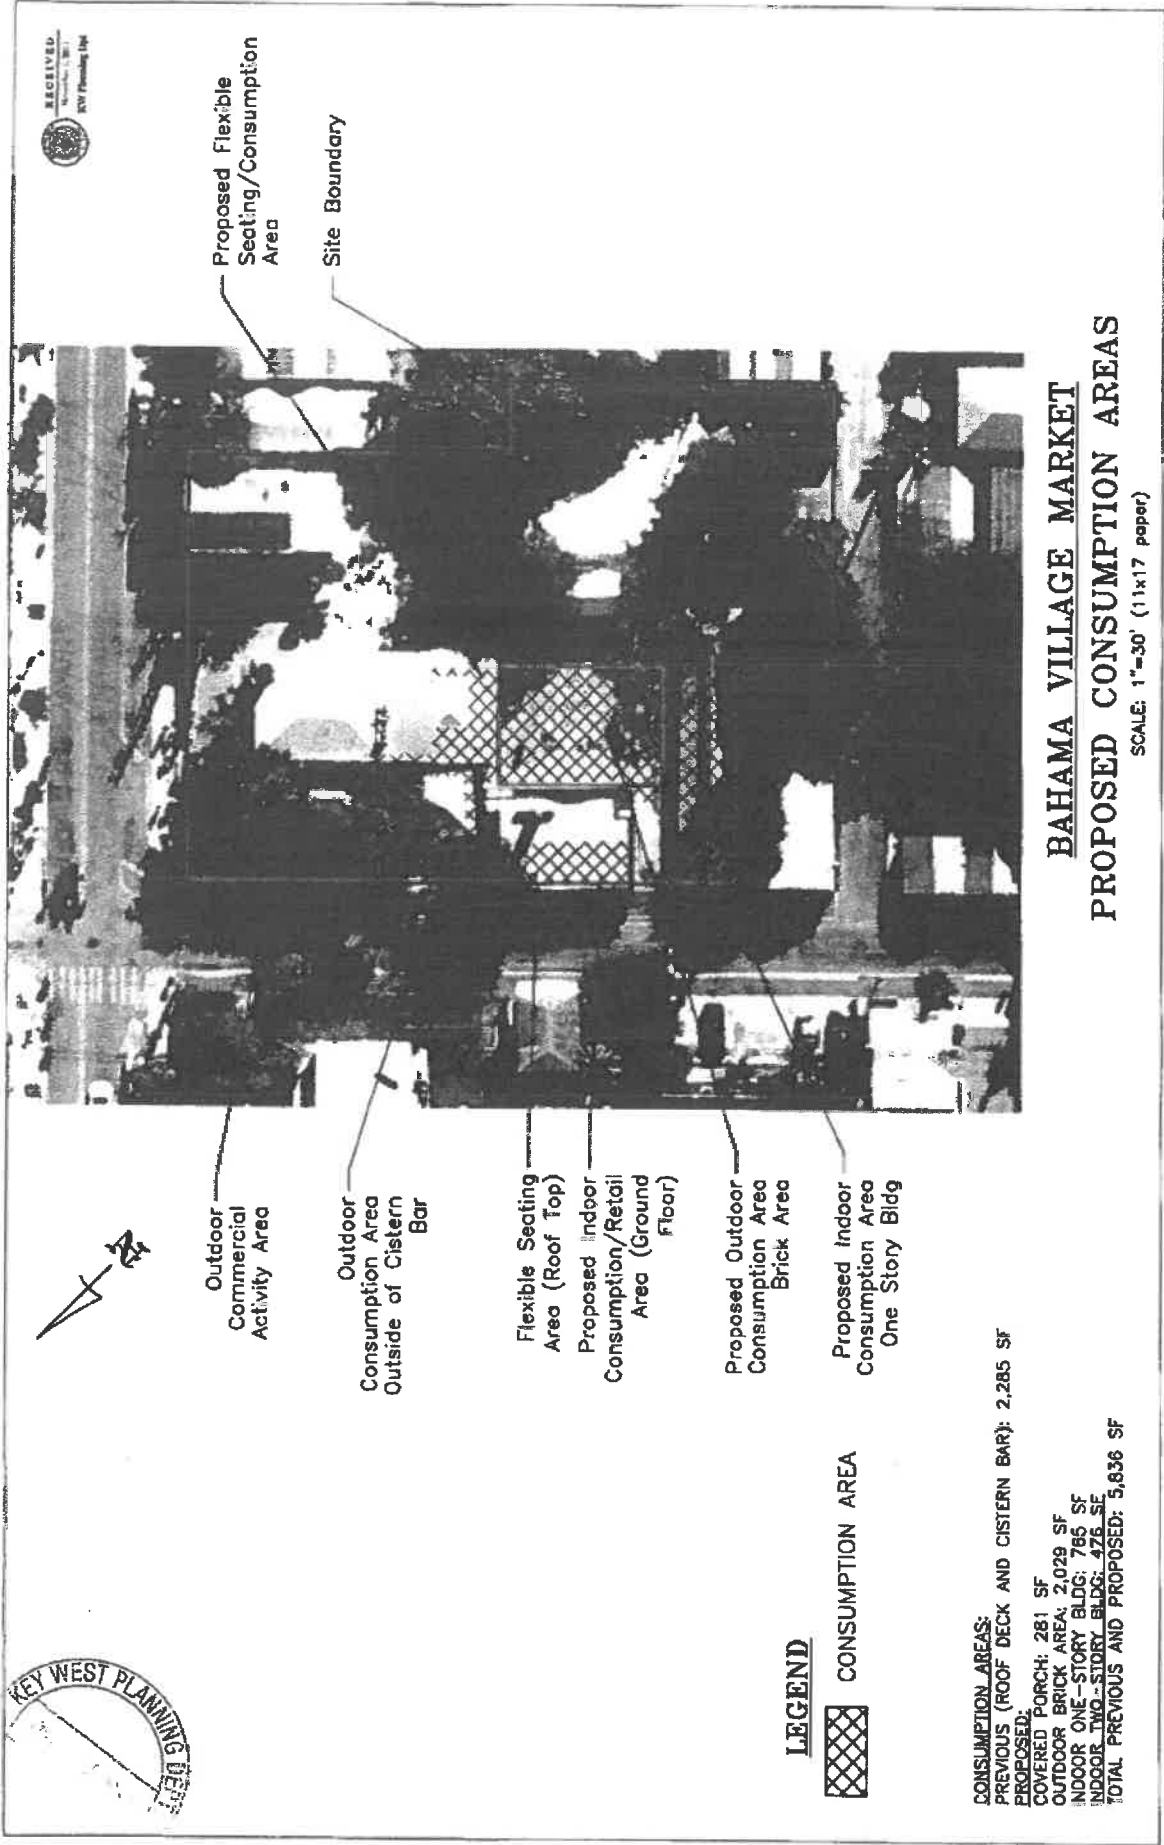 RECEIVED
KW Planning Dpt
KEY WEST PLANNING DEPT
Proposed Flexible
Seating/Consumption
Area
Site Boundary
Outdoor
Commercial
Activity Area
Outdoor
Consumption Area
Outside of Cistern
Bar
Flexible Seating
Area (Roof Top)
Proposed Indoor
Consumption/Retail
Area (Ground
Floor)
Proposed Outdoor
Consumption Area
Brick Area
Proposed Indoor
Consumption Area
One Story Bldg
LEGEND
CONSUMPTION AREA
CONSUMPTION AREAS:
PREVIOUS (ROOF DECK AND CISTERN BAR): 2,285 SF
PROPOSED:
COVERED PORCH: 281 SF
OUTDOOR BRICK AREA: 2,029 SF
INDOOR ONE-STORY BLDG: 765 SF
INDOOR TWO-STORY BLDG: 476 SF
TOTAL PREVIOUS AND PROPOSED: 5,836 SF
BAHAMA VILLAGE MARKET
PROPOSED CONSUMPTION AREAS
SCALE: 1"=30' (11x17 paper)